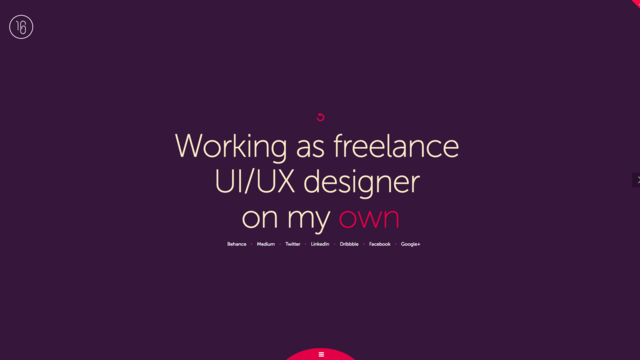 16
Working as freelance
UI/UX designer
on my own
Behance - Medium - Twitter - LinkedIn - Dribbble - Facebook - Google+